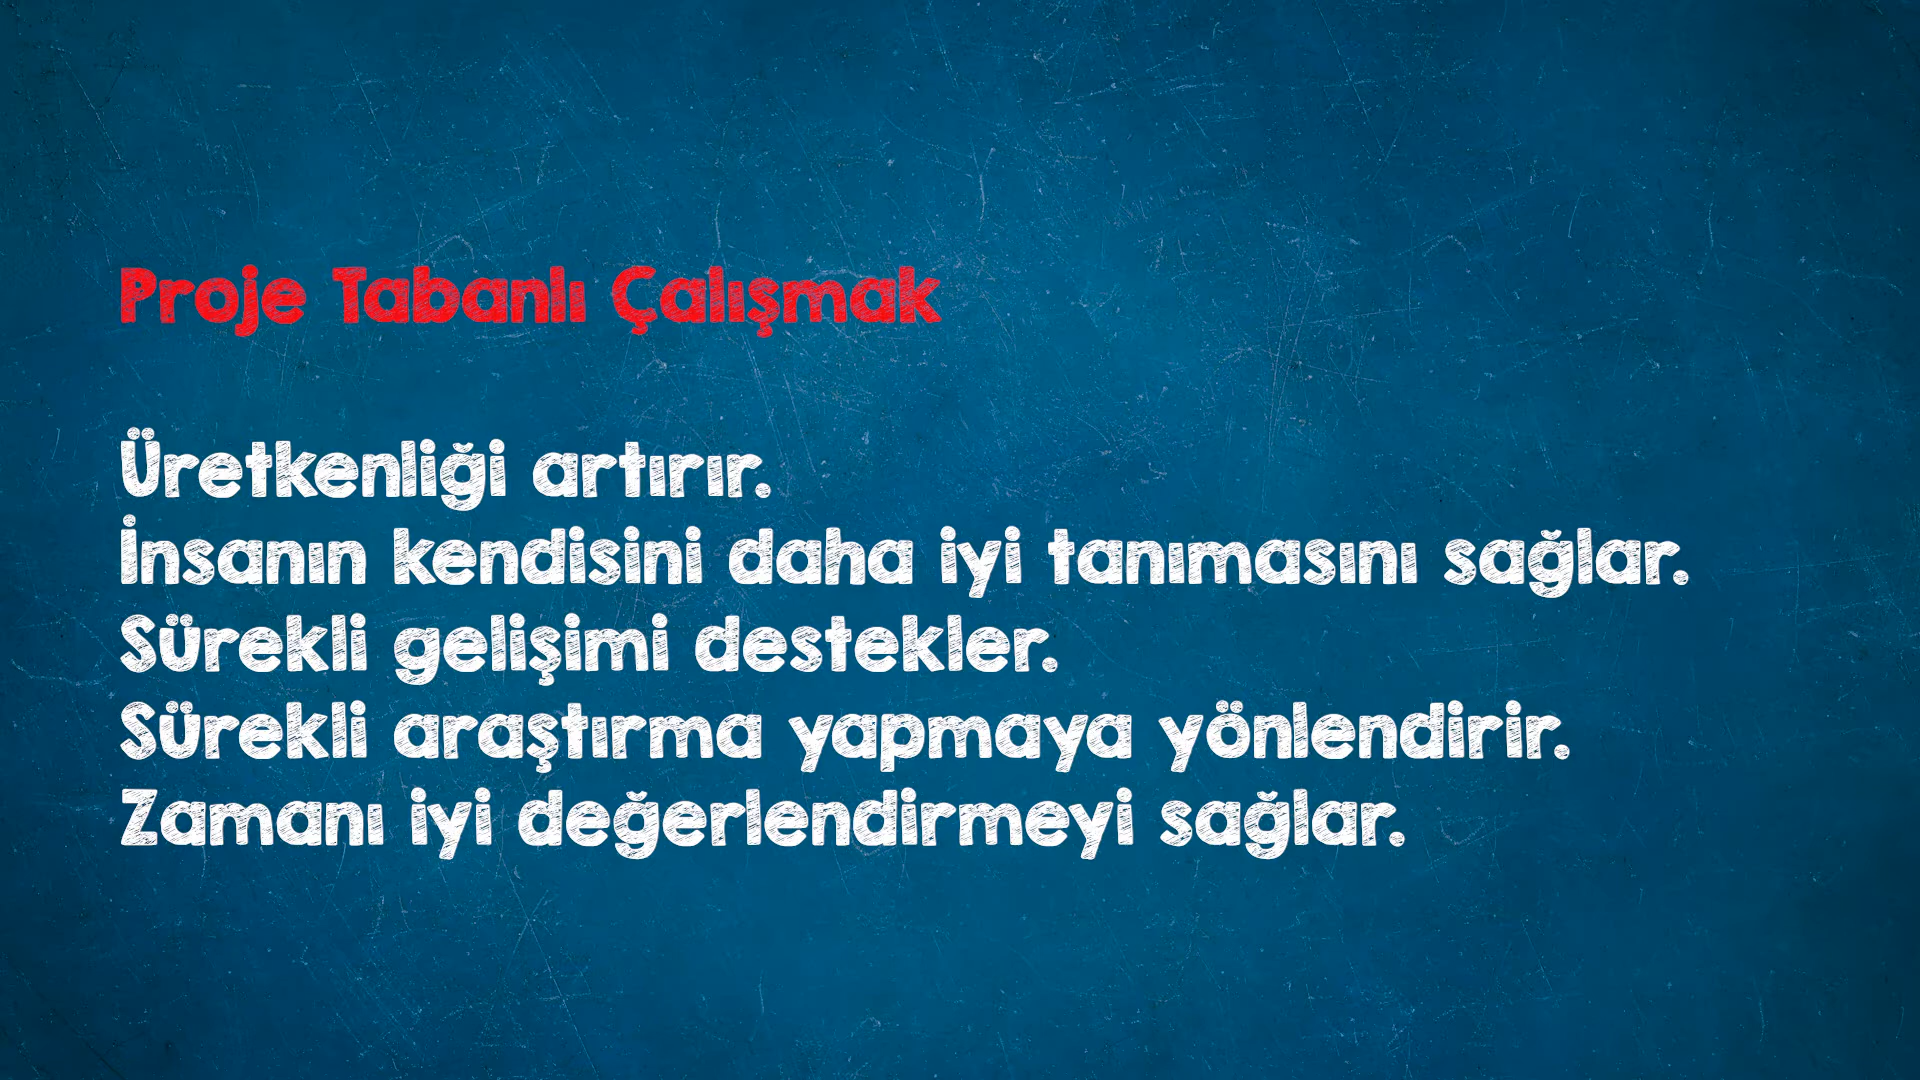 Proje Tabanlı Çalışmak
Üretkenliği artırır.
İnsanın kendisini daha iyi tanımasını sağlar.
Sürekli gelişimi destekler.
Sürekli araştırma yapmaya yönlendirir.
Zamanı iyi değerlendirmeyi sağlar.